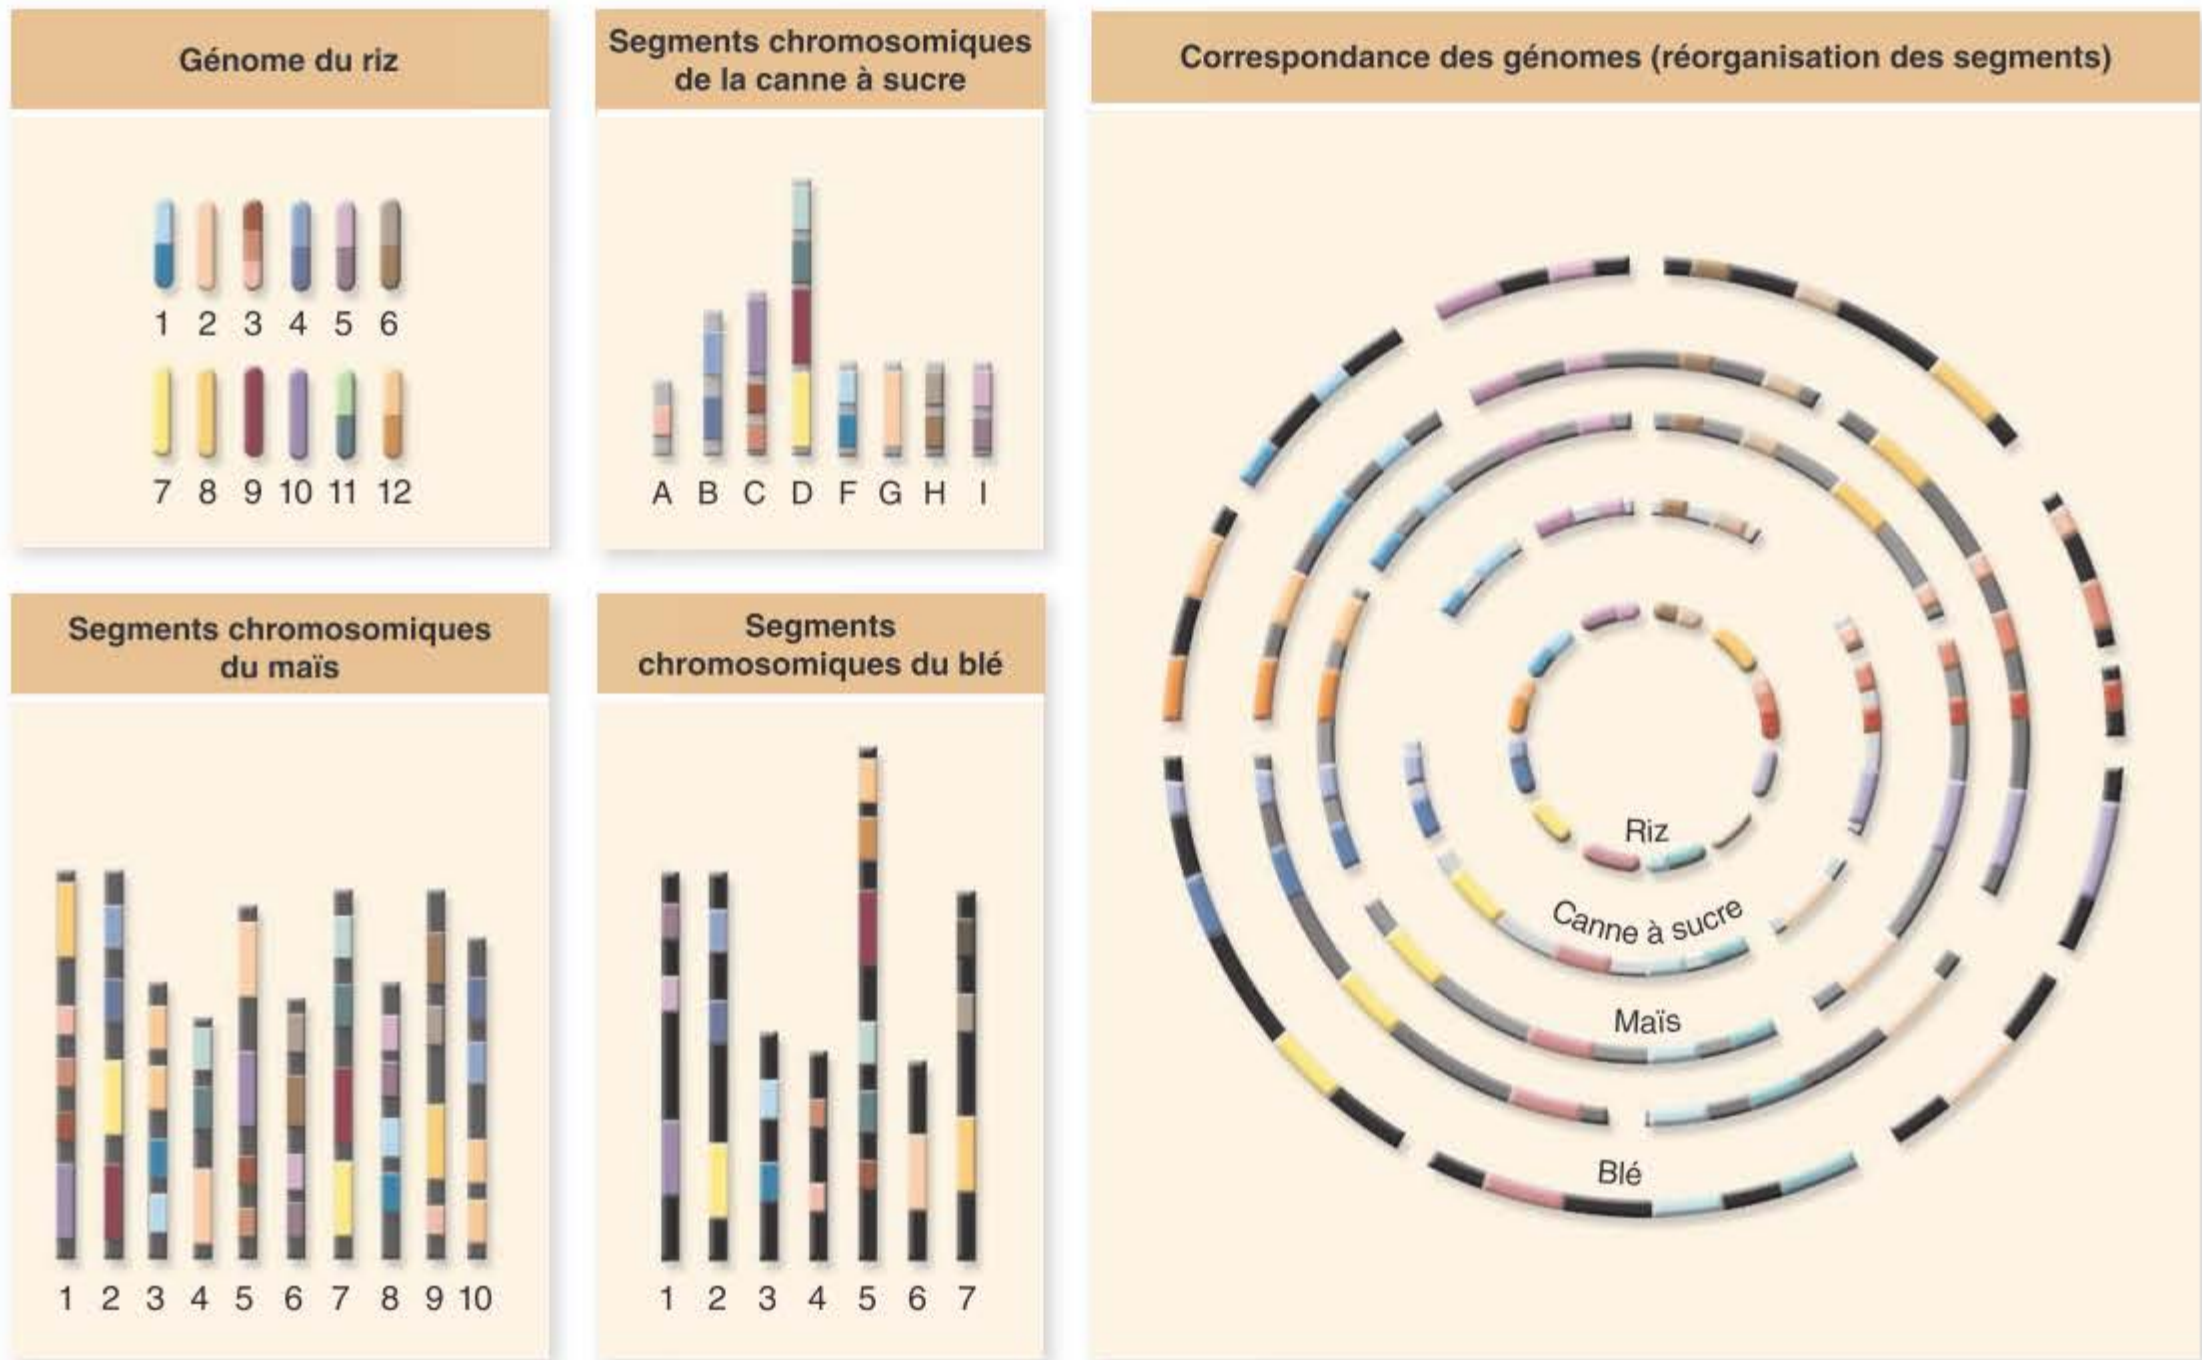 Génome du riz
1 2 3 4 5 6
7 8 9 10 11 12
Segments chromosomiques
de la canne à sucre
A B C D F G H I
Segments chromosomiques
du maïs
1 2 3 4 5 6 7 8 9 10
Segments
chromosomiques du blé
1 2 3 4 5 6 7
Correspondance des génomes (réorganisation des segments)
Riz
Canne à sucre
Maïs
Blé